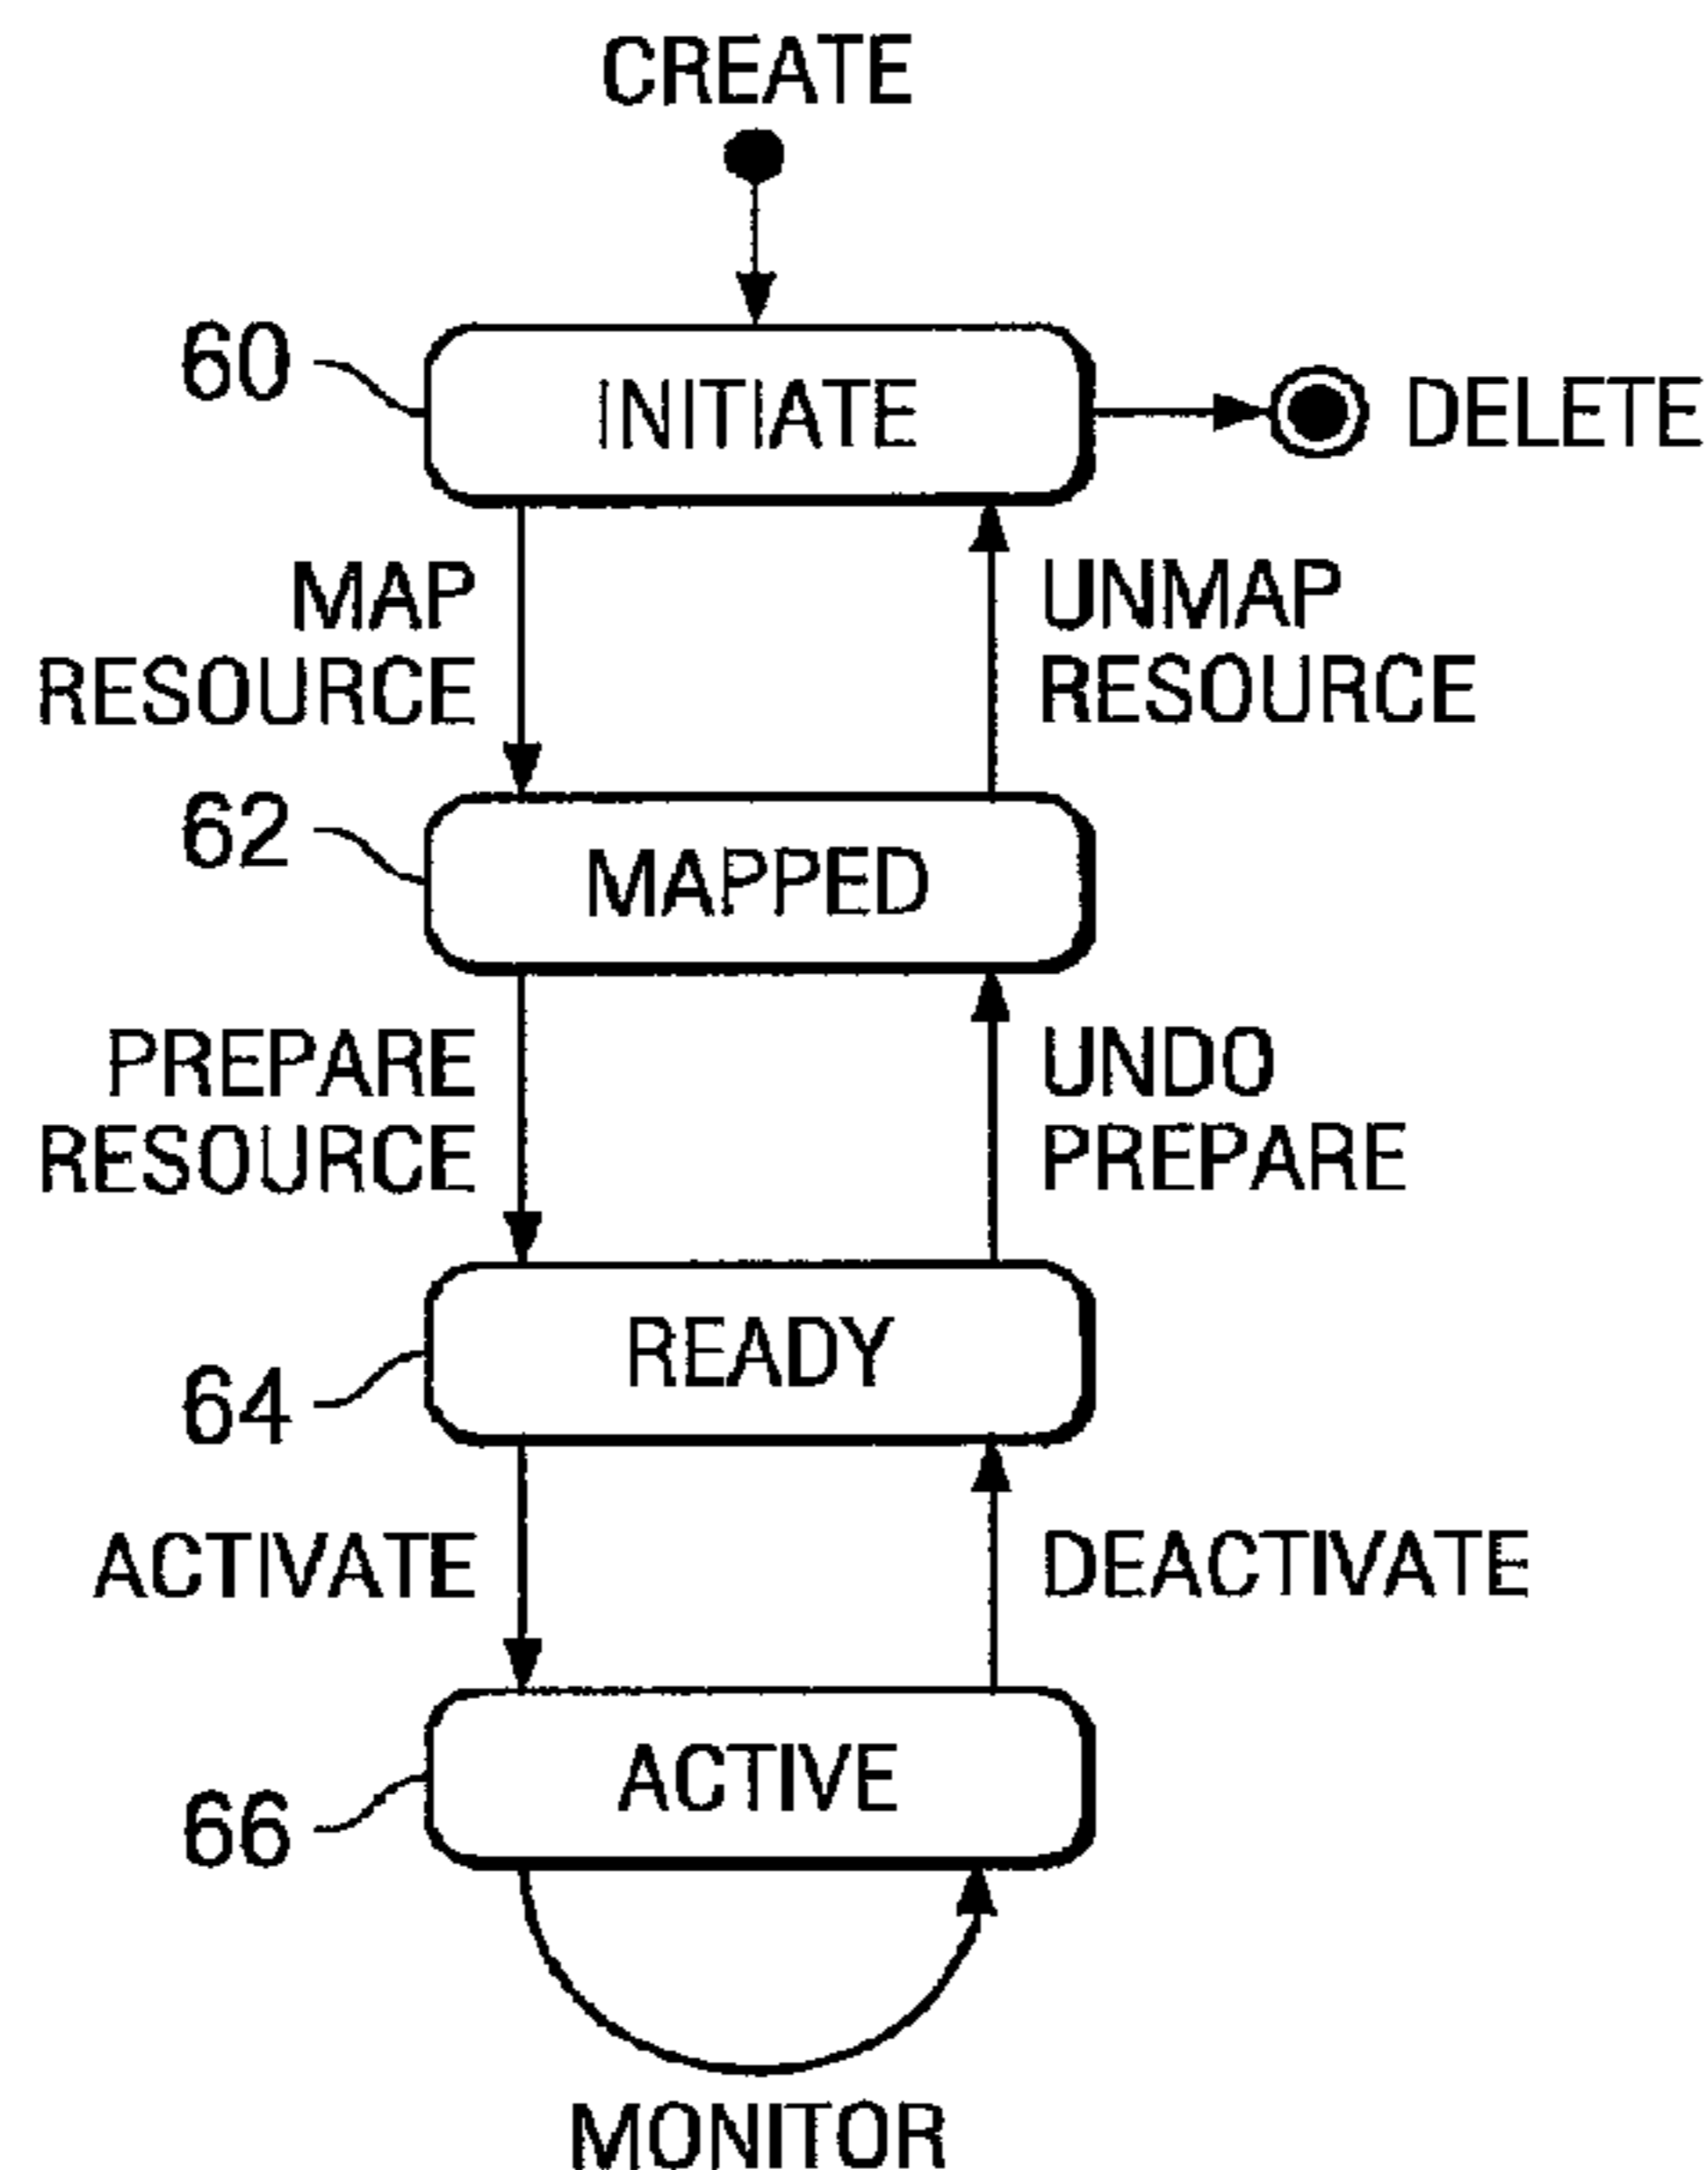 CREATE
60
INITIATE
DELETE
MAP
RESOURCE
UNMAP
RESOURCE
62
MAPPED
PREPARE
RESOURCE
UNDO
PREPARE
64
READY
ACTIVATE
DEACTIVATE
66
ACTIVE
MONITOR